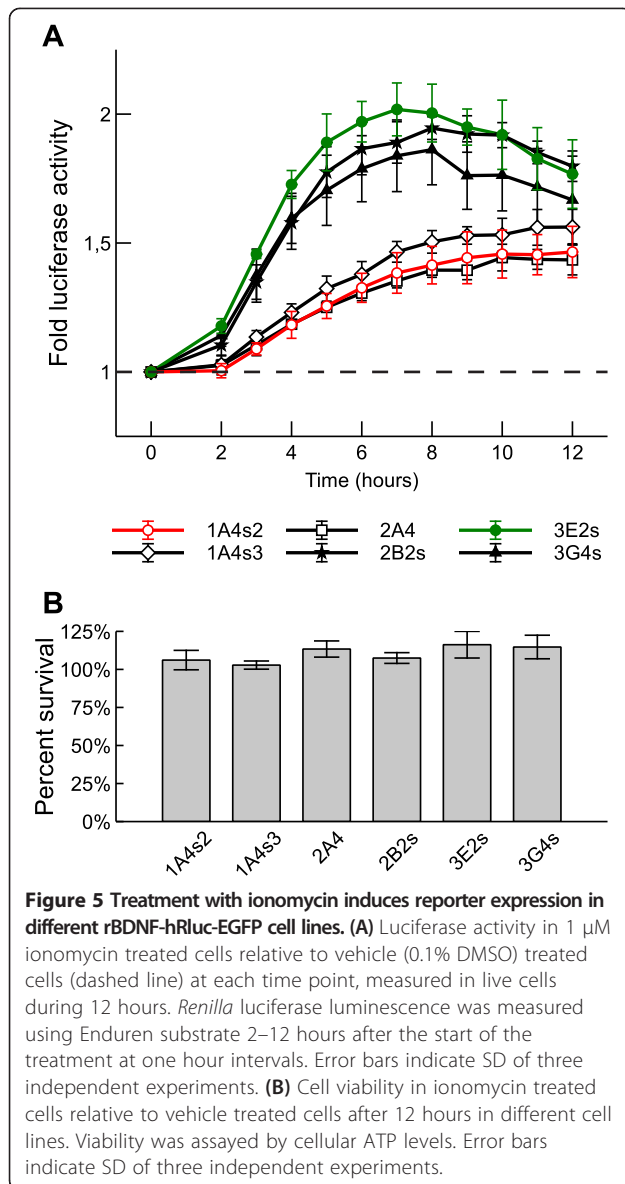 A
Fold luciferase activity
2
1,5
1
0 2 4 6 8 10 12
Time (hours)
1A4s2 2A4 3E2s
1A4s3 2B2s 3G4s
B
Percent survival
125%
100%
75%
50%
25%
0%
1A4s2 1A4s3 2A4 2B2s 3E2s 3G4s
Figure 5 Treatment with ionomycin induces reporter expression in
different rBDNF-hRluc-EGFP cell lines. (A) Luciferase activity in 1 μM
ionomycin treated cells relative to vehicle (0.1% DMSO) treated
cells (dashed line) at each time point, measured in live cells
during 12 hours. Renilla luciferase luminescence was measured
using Enduren substrate 2–12 hours after the start of the
treatment at one hour intervals. Error bars indicate SD of three
independent experiments. (B) Cell viability in ionomycin treated
cells relative to vehicle treated cells after 12 hours in different cell
lines. Viability was assayed by cellular ATP levels. Error bars
indicate SD of three independent experiments.